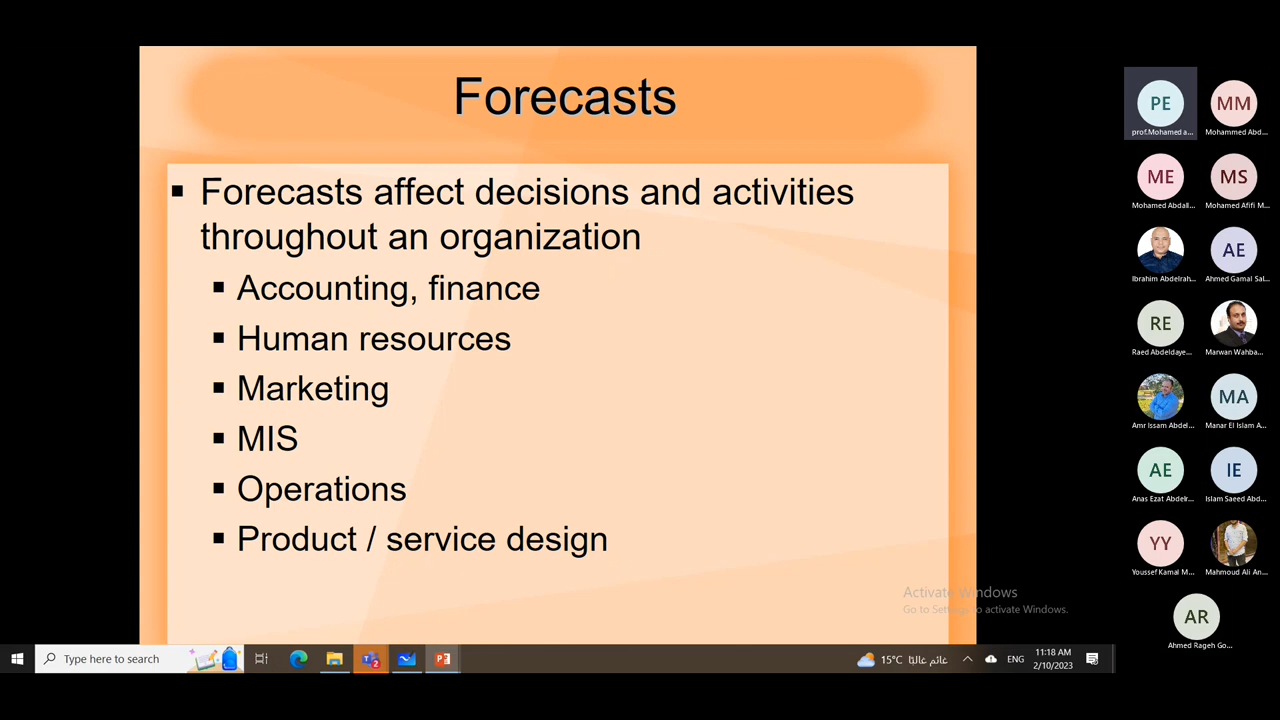 Forecasts
▪ Forecasts affect decisions and activities
throughout an organization
▪ Accounting, finance
▪ Human resources
▪ Marketing
▪ MIS
▪ Operations
▪ Product / service design
Activate Windows
Go to Settings to activate Windows.
PE
prof.Mohamed a...
MM
Mohammed Abd...
ME
Mohamed Abdall...
MS
Mohamed Afifi M...
Ibrahim Abdelrah...
AE
Ahmed Gamal Sal...
RE
Raed Abdeldaye...
Marwan Wahba...
Amr Issam Abdel...
MA
Manar El Islam A...
AE
Anas Ezat Abdelr...
IE
Islam Saeed Abd...
YY
Youssef Kamal M...
Mahmoud Ali An...
AR
Ahmed Rageh Go...
Type here to search
2
15°C غائم غالبًا
ENG
11:18 AM
2/10/2023